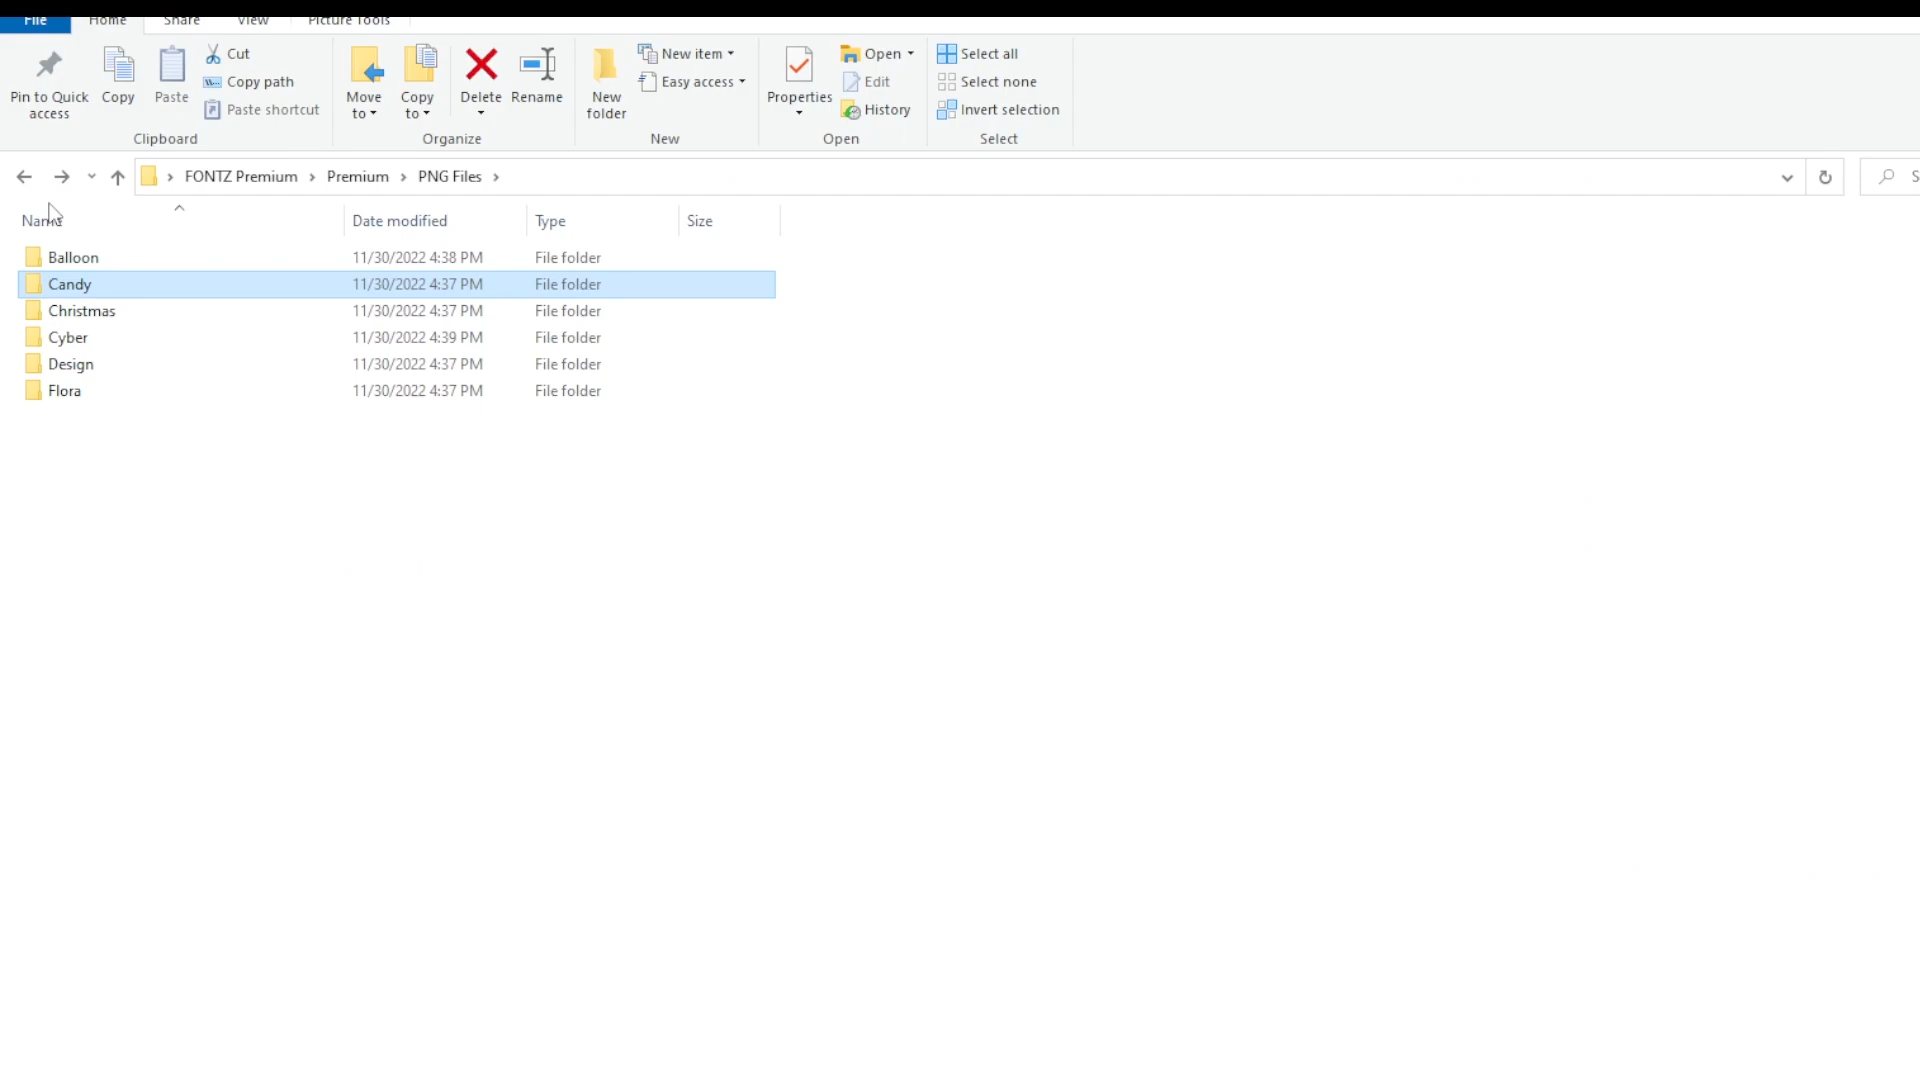 File Home Share View Picture Tools
Pin to Quick access
Copy
Paste
Cut
Copy path
Paste shortcut
Clipboard
Move to
Copy to
Delete
Rename
Organize
New folder
New item
Easy access
New
Properties
Open
Edit
History
Open
Select all
Select none
Invert selection
Select
FONTZ Premium > Premium > PNG Files >
Name Date modified Type Size
Balloon 11/30/2022 4:38 PM File folder
Candy 11/30/2022 4:37 PM File folder
Christmas 11/30/2022 4:37 PM File folder
Cyber 11/30/2022 4:39 PM File folder
Design 11/30/2022 4:37 PM File folder
Flora 11/30/2022 4:37 PM File folder